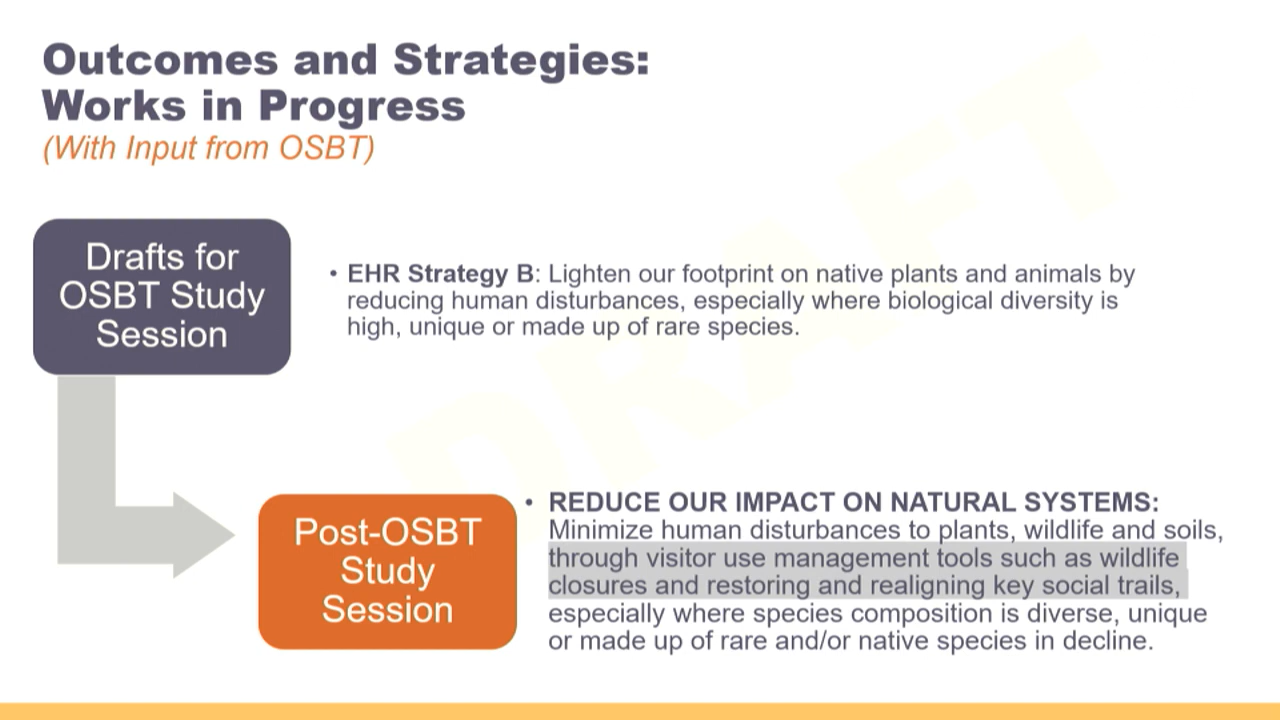 Outcomes and Strategies:
Works in Progress
(With Input from OSBT)
Drafts for
OSBT Study
Session
• EHR Strategy B: Lighten our footprint on native plants and animals by
reducing human disturbances, especially where biological diversity is
high, unique or made up of rare species.
Post-OSBT
Study
Session
• REDUCE OUR IMPACT ON NATURAL SYSTEMS:
Minimize human disturbances to plants, wildlife and soils,
through visitor use management tools such as wildlife
closures and restoring and realigning key social trails,
especially where species composition is diverse, unique
or made up of rare and/or native species in decline.
DRAFT